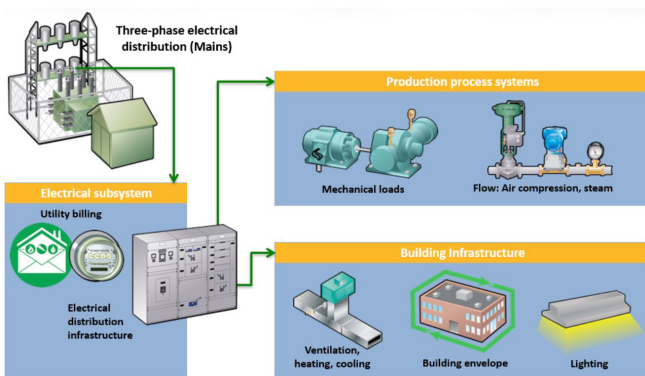 Three-phase electrical
distribution (Mains)
Production process systems
Mechanical loads
Flow: Air compression, steam
Electrical subsystem
Utility billing
Electrical
distribution
infrastructure
Building Infrastructure
Ventilation,
heating, cooling
Building envelope
Lighting